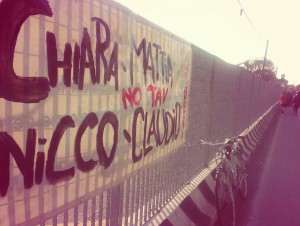 CHIARA · MATTIA
NO TAV
NICCO · CLAUDIO